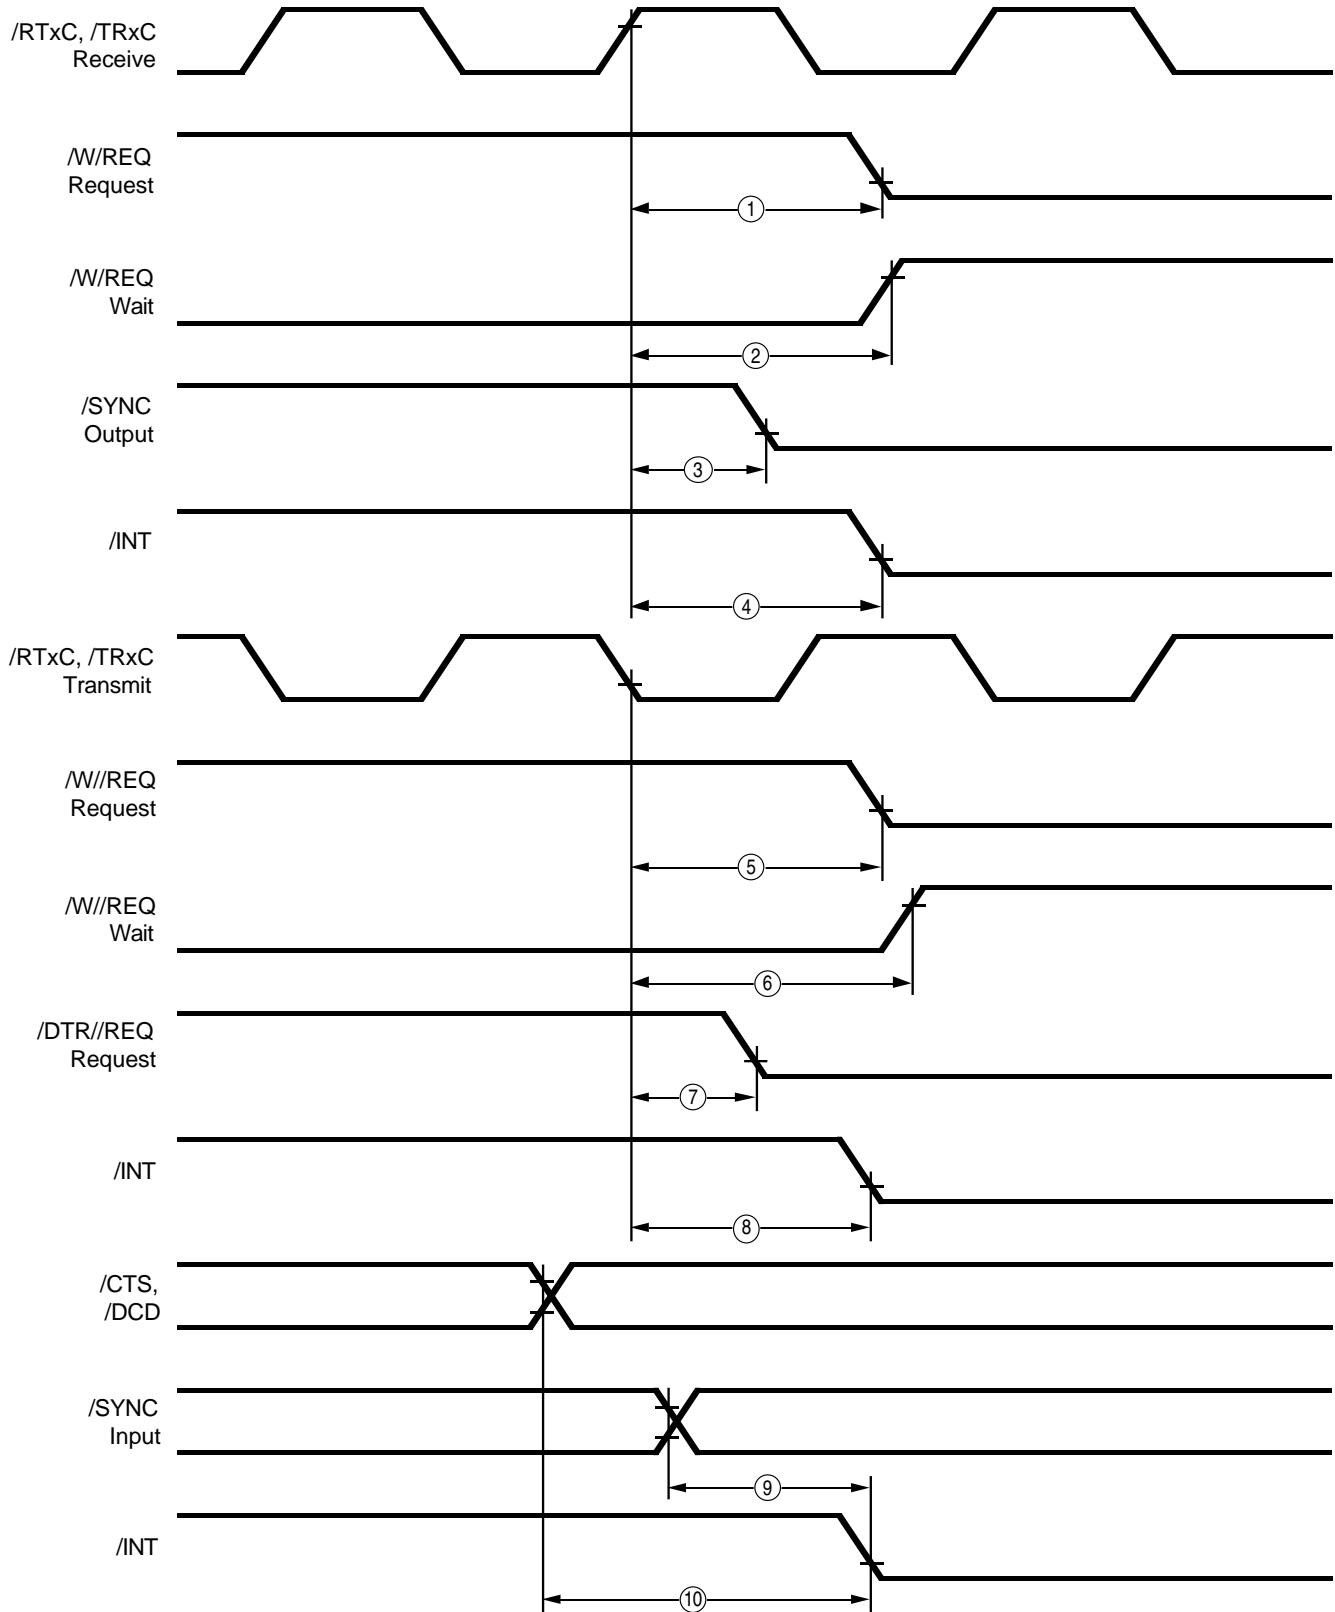 /RTxC, /TRxC
Receive
/W/REQ
Request
1
/W/REQ
Wait
2
/SYNC
Output
3
/INT
4
/RTxC, /TRxC
Transmit
/W//REQ
Request
5
/W//REQ
Wait
6
/DTR//REQ
Request
7
/INT
8
/CTS,
/DCD
/SYNC
Input
9
/INT
10